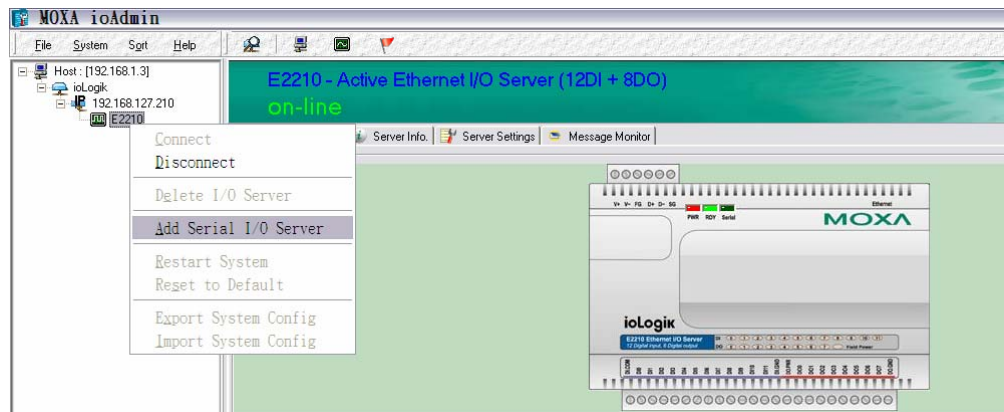 MOXA ioAdmin
File System Sort Help
Host : [192.168.1.3]
ioLogik
192.168.127.210
E2210
E2210 - Active Ethernet I/O Server (12DI + 8DO)
on-line
Server Info. Server Settings Message Monitor
Connect
Disconnect
Delete I/O Server
Add Serial I/O Server
Restart System
Reset to Default
Export System Config
Import System Config
V+ V- FG D+ D- SG
Ethernet
PWR RDY Serial
MOXA
ioLogik
E2210 Ethernet I/O Server
12 Digital input, 8 Digital output
DI
DO
Field Power